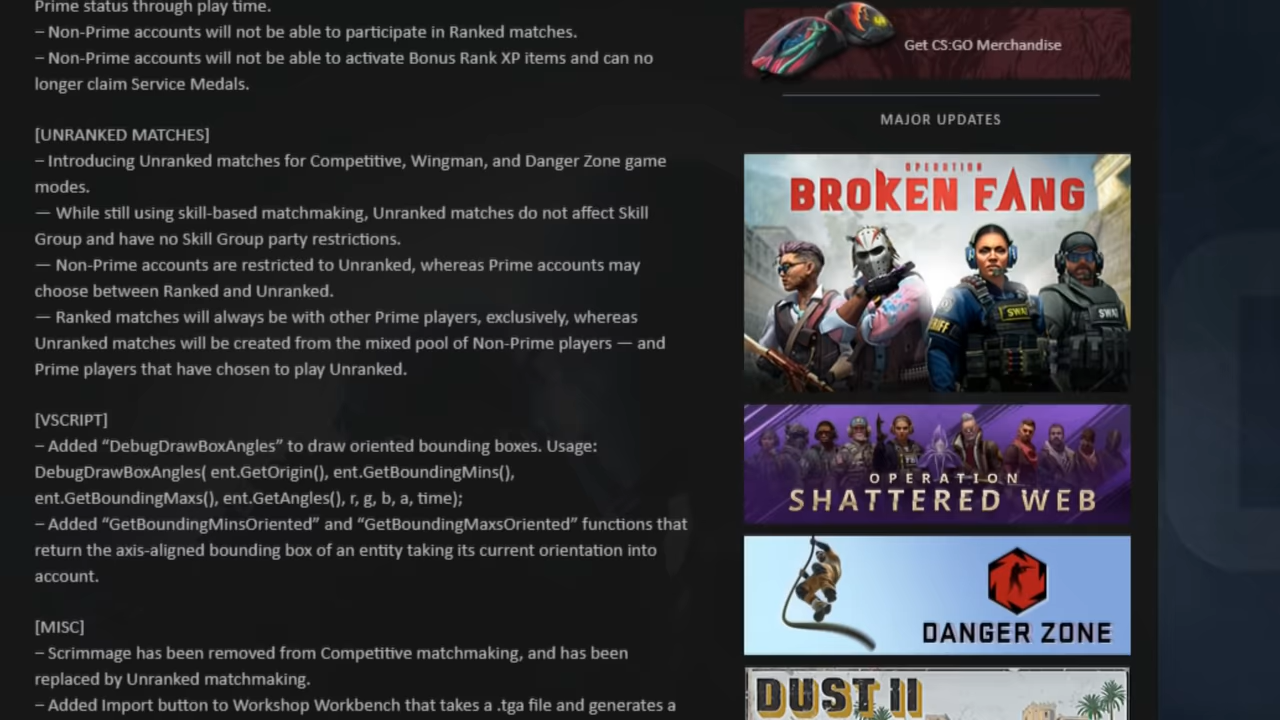 Prime status through play time.
– Non-Prime accounts will not be able to participate in Ranked matches.
– Non-Prime accounts will not be able to activate Bonus Rank XP items and can no
longer claim Service Medals.
[UNRANKED MATCHES]
– Introducing Unranked matches for Competitive, Wingman, and Danger Zone game
modes.
— While still using skill-based matchmaking, Unranked matches do not affect Skill
Group and have no Skill Group party restrictions.
— Non-Prime accounts are restricted to Unranked, whereas Prime accounts may
choose between Ranked and Unranked.
— Ranked matches will always be with other Prime players, exclusively, whereas
Unranked matches will be created from the mixed pool of Non-Prime players — and
Prime players that have chosen to play Unranked.
[VSCRIPT]
– Added “DebugDrawBoxAngles” to draw oriented bounding boxes. Usage:
DebugDrawBoxAngles( ent.GetOrigin(), ent.GetBoundingMins(),
ent.GetBoundingMaxs(), ent.GetAngles(), r, g, b, a, time);
– Added “GetBoundingMinsOriented” and “GetBoundingMaxsOriented” functions that
return the axis-aligned bounding box of an entity taking its current orientation into
account.
[MISC]
– Scrimmage has been removed from Competitive matchmaking, and has been
replaced by Unranked matchmaking.
– Added Import button to Workshop Workbench that takes a .tga file and generates a
Get CS:GO Merchandise
MAJOR UPDATES
OPERATION
BROKEN FANG
SWAT
SWAT
OPERATION
SHATTERED WEB
DANGER ZONE
DUST II